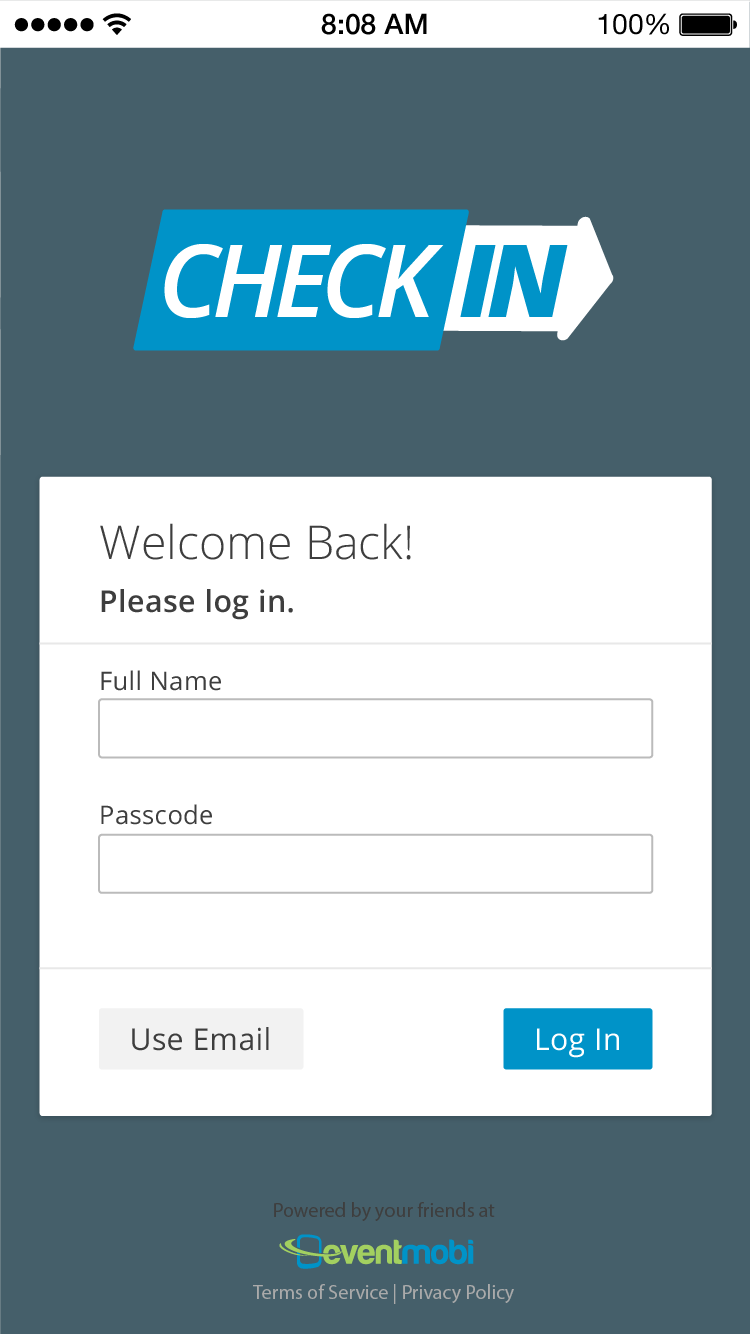 8:08 AM 100%
CHECK IN
Welcome Back!
Please log in.
Full Name
Passcode
Use Email Log In
Powered by your friends at
eventmobi
Terms of Service | Privacy Policy